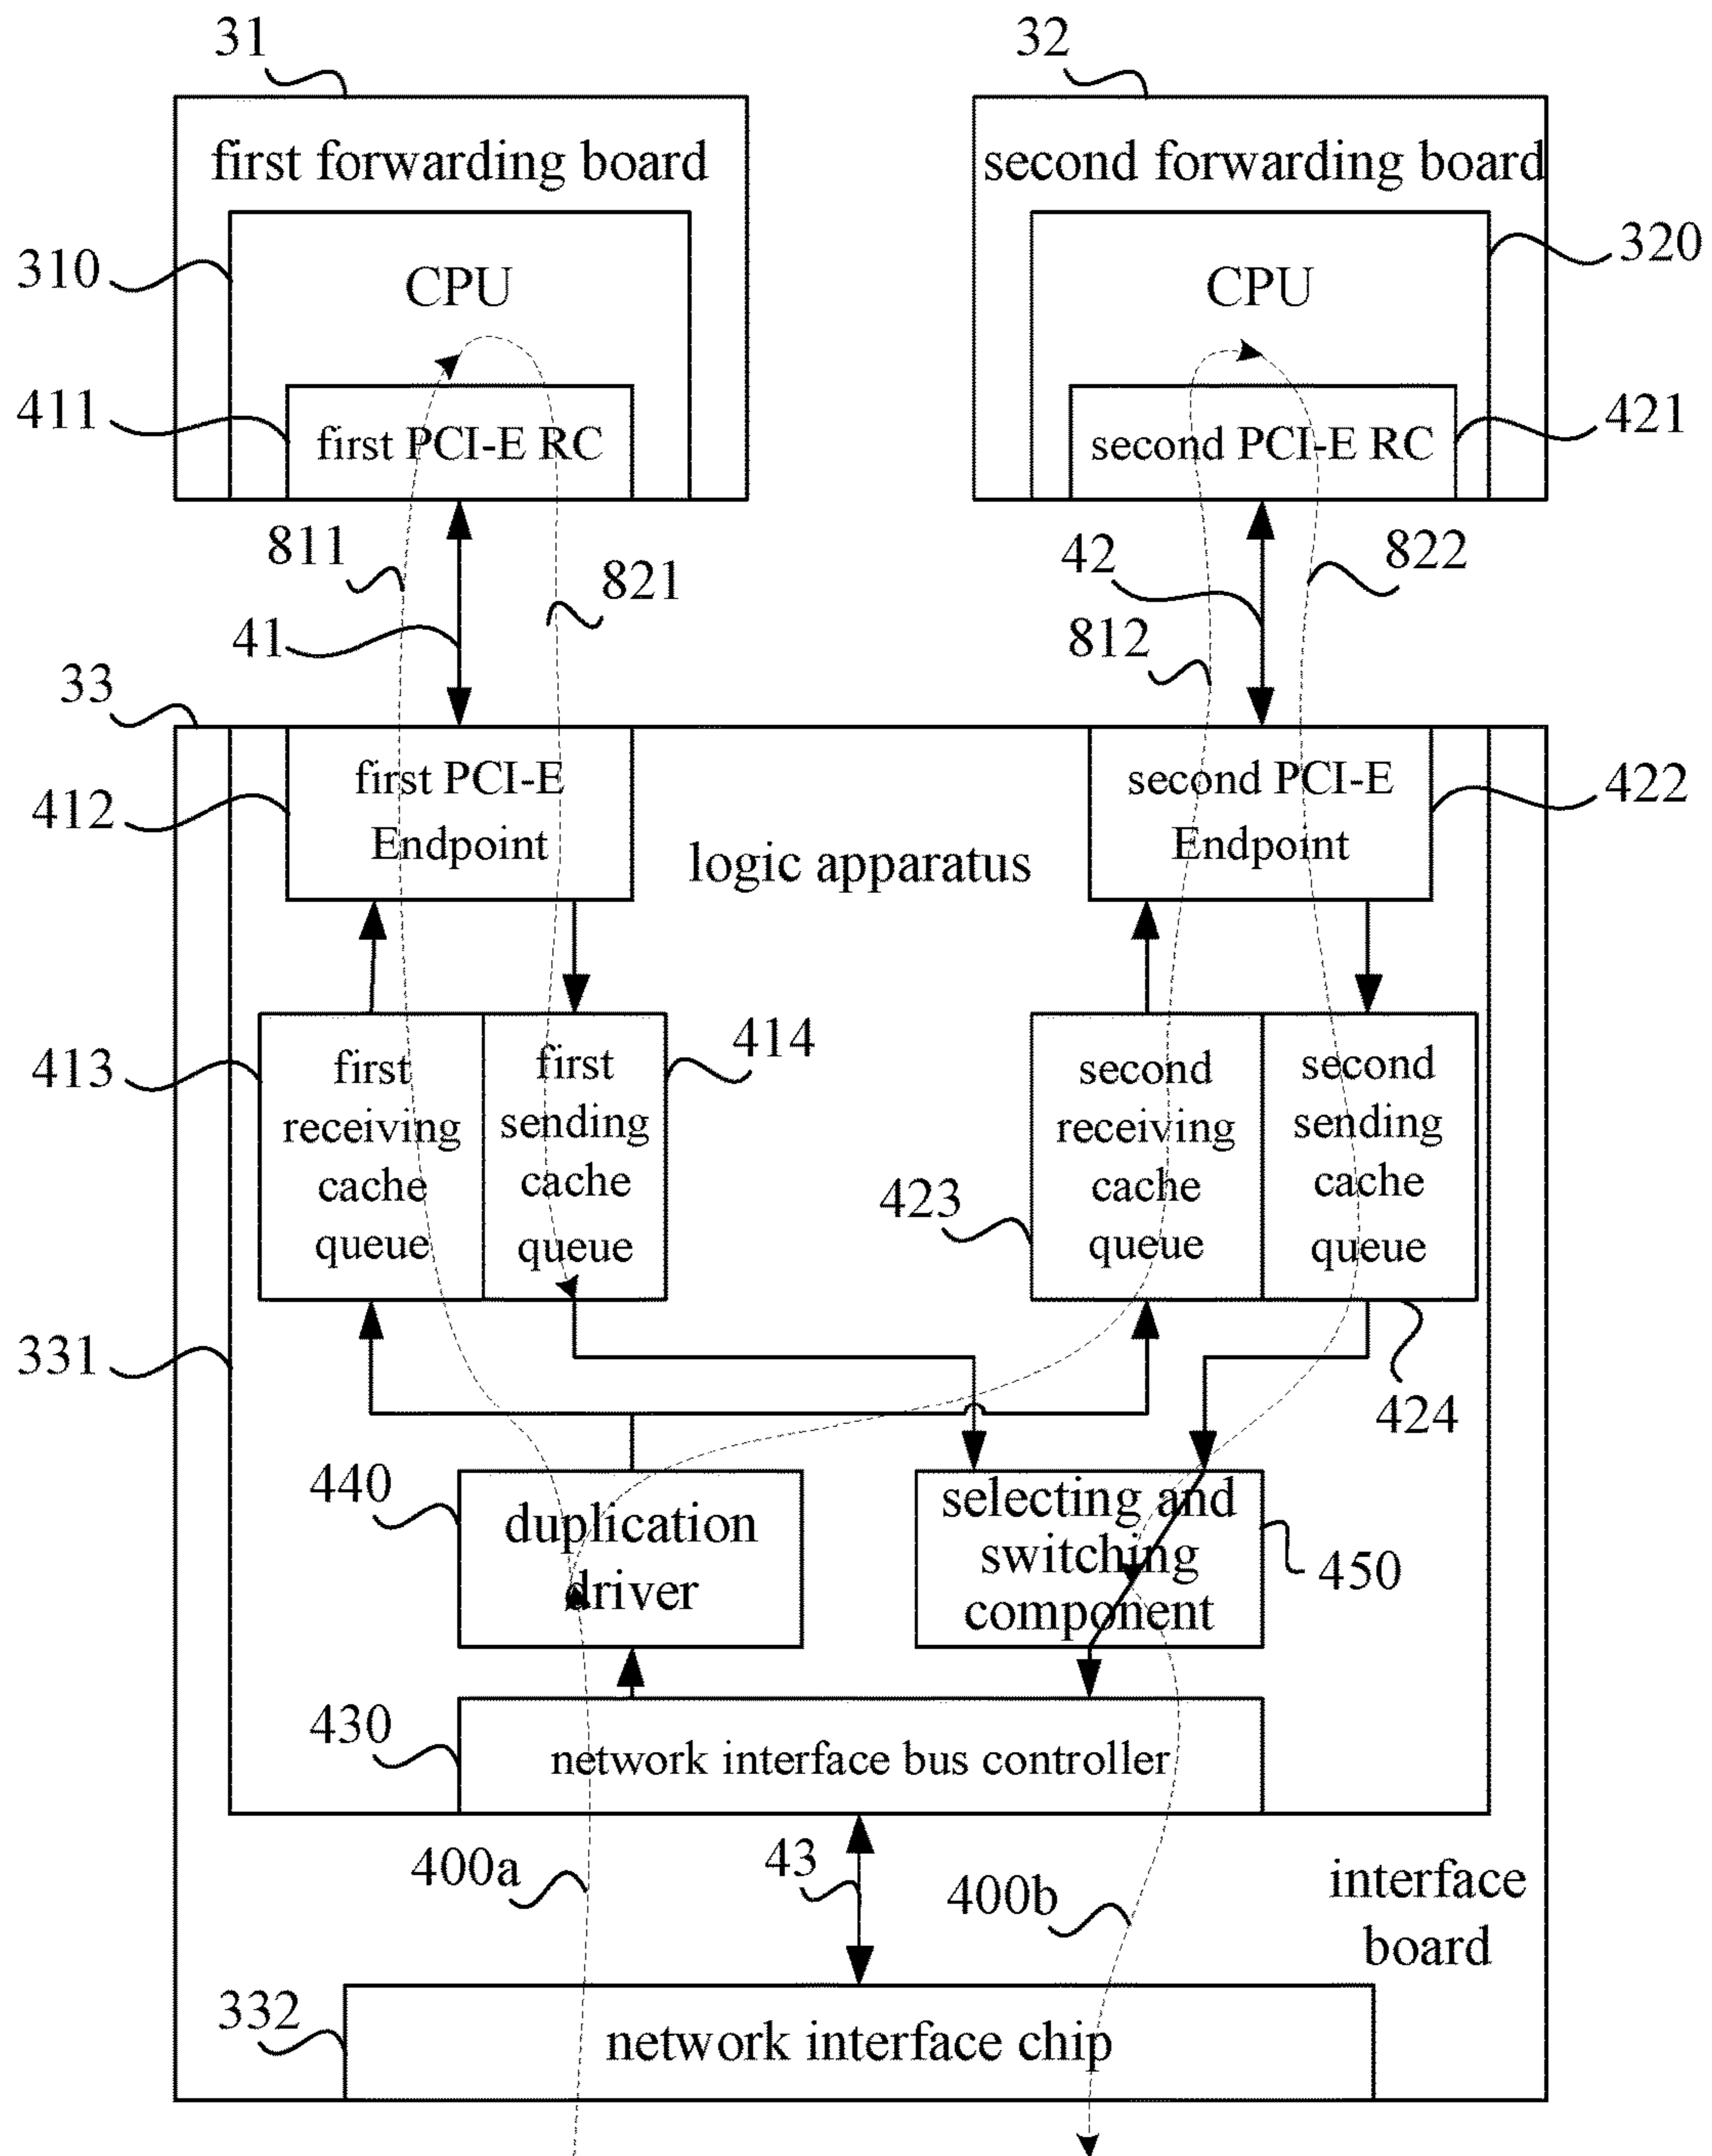 31
32
first forwarding board
second forwarding board
310
CPU
CPU
320
411
first PCI-E RC
second PCI-E RC
421
811
821
42
822
41
812
33
412
first PCI-E
Endpoint
logic apparatus
second PCI-E
Endpoint
422
413
first
receiving
cache
queue
first
sending
cache
queue
414
423
second
receiving
cache
queue
second
sending
cache
queue
331
424
440
duplication
driver
selecting and
switching
component
450
430
network interface bus controller
400a
43
400b
interface
board
332
network interface chip